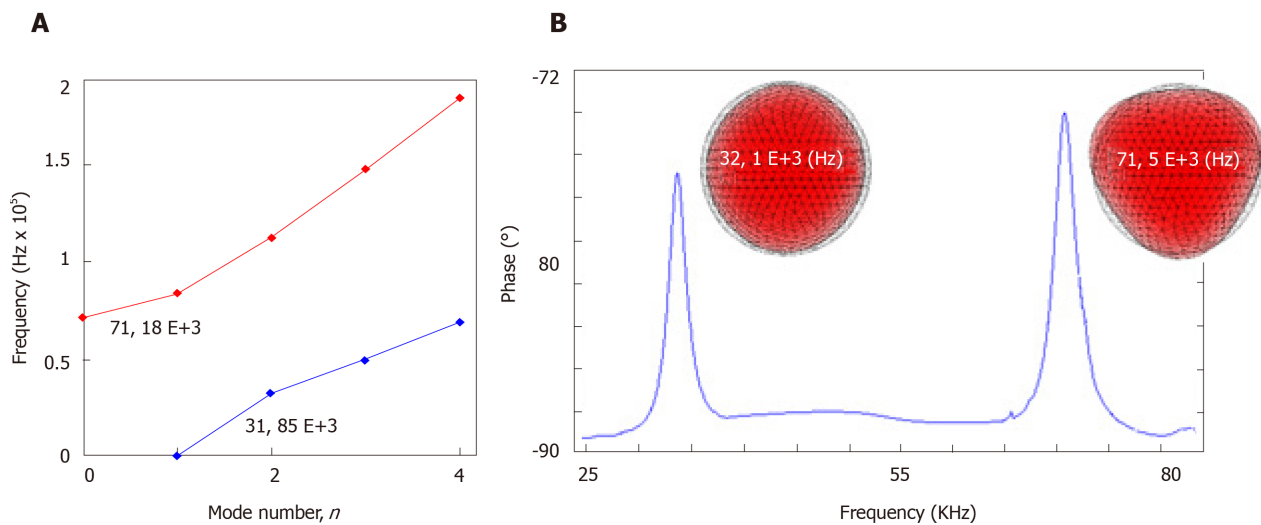 A
2
1.5
1
0.5
0
Frequency (Hz x 10⁵)
71, 18 E+3
31, 85 E+3
0
2
4
Mode number, n
B
-72
80
-90
Phase (°)
32, 1 E+3 (Hz)
71, 5 E+3 (Hz)
25
55
80
Frequency (KHz)